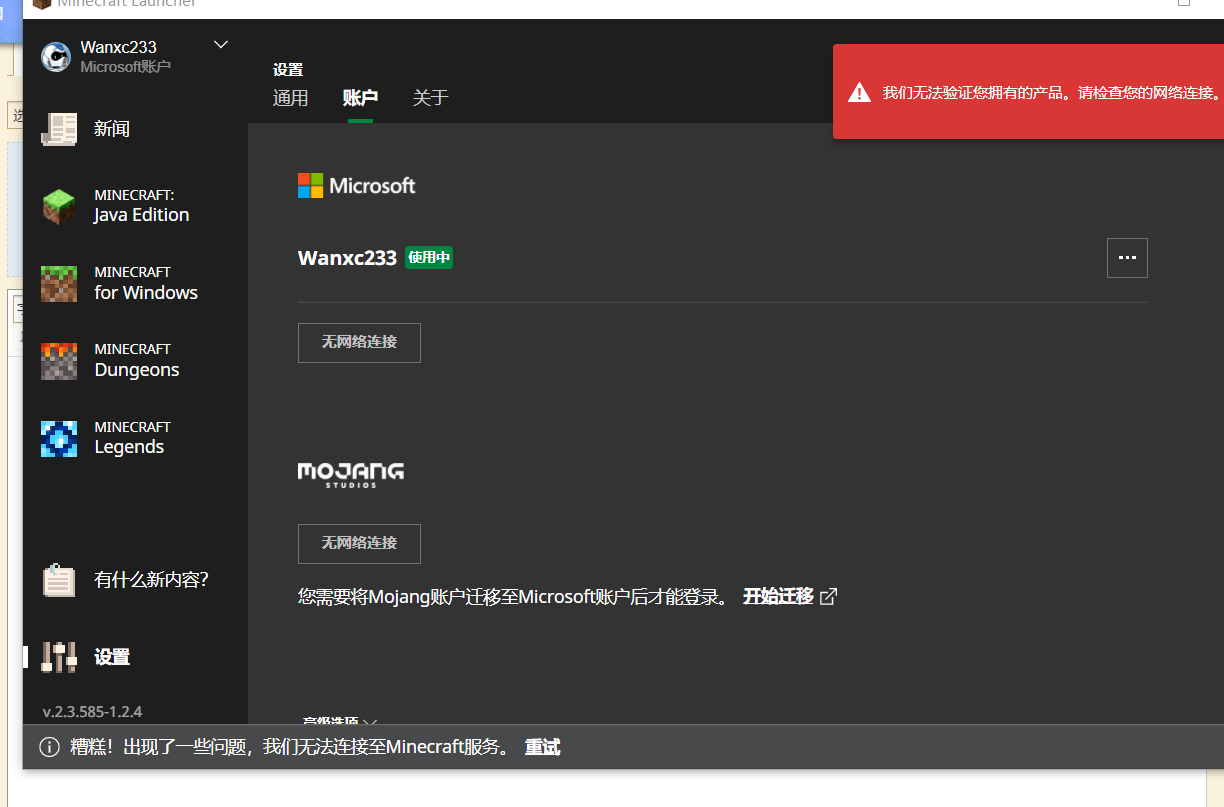 Minecraft Launcher
Wanxc233
Microsoft账户
设置
通用
账户
关于
我们无法验证您拥有的产品。请检查您的网络连接。
新闻
MINECRAFT:
Java Edition
MINECRAFT
for Windows
MINECRAFT
Dungeons
MINECRAFT
Legends
有什么新内容?
设置
v.2.3.585-1.2.4
Microsoft
Wanxc233 使用中
无网络连接
MOJANG
STUDIOS
无网络连接
您需要将Mojang账户迁移至Microsoft账户后才能登录。 开始迁移
高级选项
糟糕！出现了一些问题，我们无法连接至Minecraft服务。 重试